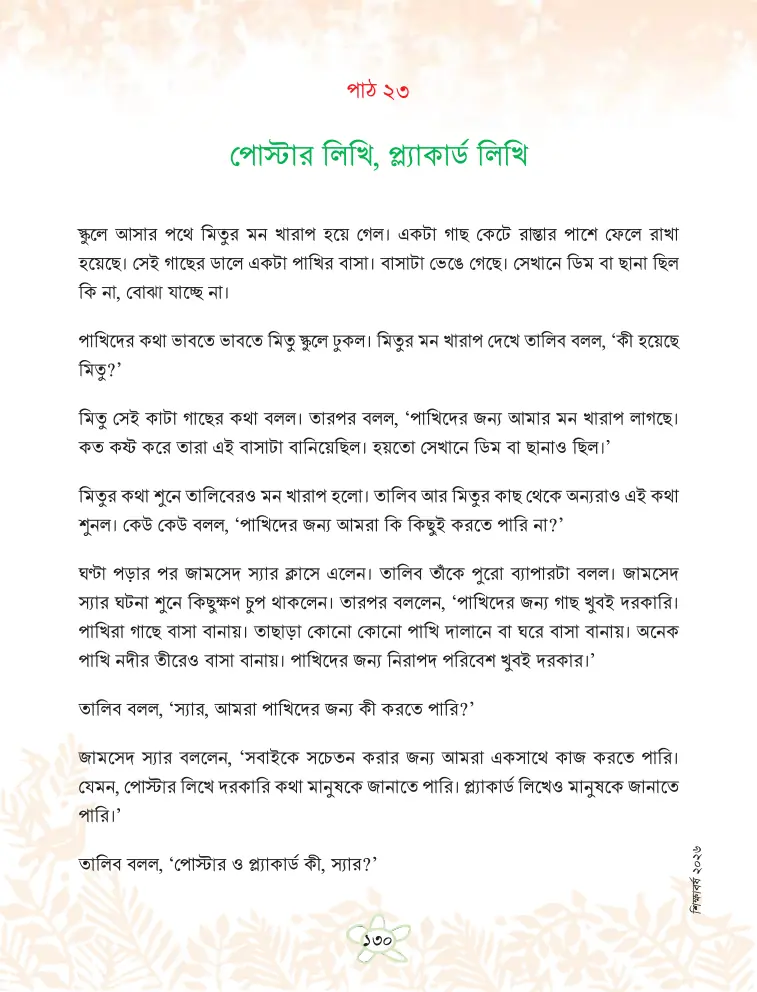 পাঠ ২৩
পোস্টার লিখি, প্ল্যাকার্ড লিখি
স্কুলে আসার পথে মিতুর মন খারাপ হয়ে গেল। একটা গাছ কেটে রাস্তার পাশে ফেলে রাখা
হয়েছে। সেই গাছের ডালে একটা পাখির বাসা। বাসাটা ভেঙে গেছে। সেখানে ডিম বা ছানা ছিল
কি না, বোঝা যাচ্ছে না।
পাখিদের কথা ভাবতে ভাবতে মিতু স্কুলে ঢুকল। মিতুর মন খারাপ দেখে তালিব বলল, ‘কী হয়েছে
মিতু?’
মিতু সেই কাটা গাছের কথা বলল। তারপর বলল, ‘পাখিদের জন্য আমার মন খারাপ লাগছে।
কত কষ্ট করে তারা এই বাসাটা বানিয়েছিল। হয়তো সেখানে ডিম বা ছানাও ছিল।’
মিতুর কথা শুনে তালিবেরও মন খারাপ হলো। তালিব আর মিতুর কাছ থেকে অন্যরাও এই কথা
শুনল। কেউ কেউ বলল, ‘পাখিদের জন্য আমরা কি কিছুই করতে পারি না?’
ঘণ্টা পড়ার পর জামসেদ স্যার ক্লাসে এলেন। তালিব তাঁকে পুরো ব্যাপারটা বলল। জামসেদ
স্যার ঘটনা শুনে কিছুক্ষণ চুপ থাকলেন। তারপর বললেন, ‘পাখিদের জন্য গাছ খুবই দরকারি।
পাখিরা গাছে বাসা বানায়। তাছাড়া কোনো কোনো পাখি দালানে বা ঘরে বাসা বানায়। অনেক
পাখি নদীর তীরেও বাসা বানায়। পাখিদের জন্য নিরাপদ পরিবেশ খুবই দরকার।’
তালিব বলল, ‘স্যার, আমরা পাখিদের জন্য কী করতে পারি?’
জামসেদ স্যার বললেন, ‘সবাইকে সচেতন করার জন্য আমরা একসাথে কাজ করতে পারি।
যেমন, পোস্টার লিখে দরকারি কথা মানুষকে জানাতে পারি। প্ল্যাকার্ড লিখেও মানুষকে জানাতে
পারি।’
তালিব বলল, ‘পোস্টার ও প্ল্যাকার্ড কী, স্যার?’
শিক্ষাবর্ষ ২০২৬
১৩০